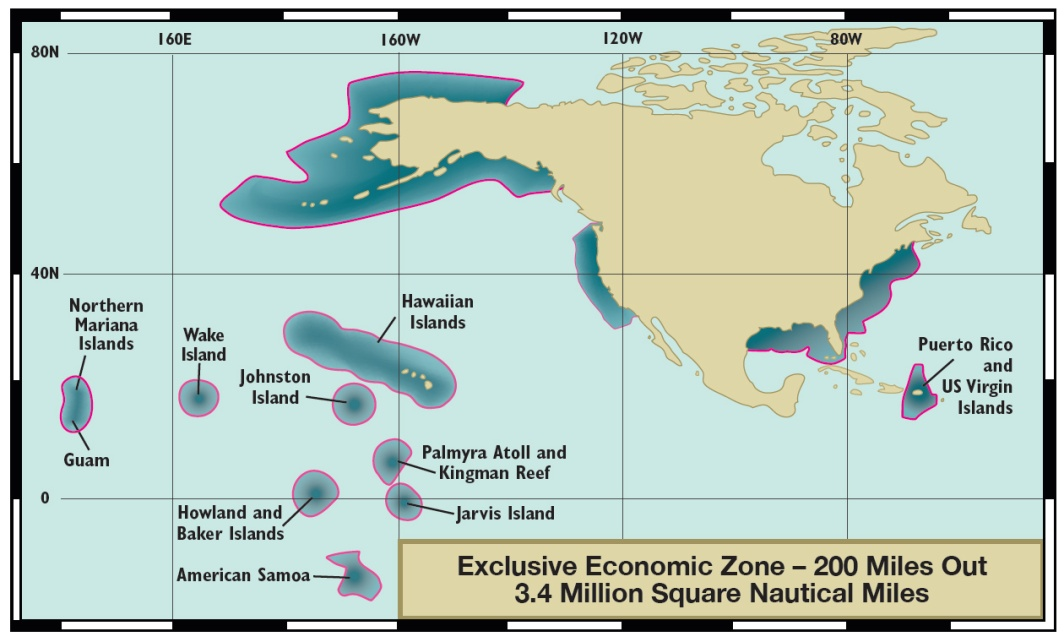 160E
160W
120W
80W
80N
40N
0
Northern
Mariana
Islands
Guam
Wake
Island
Johnston
Island
Hawaiian
Islands
Palmyra Atoll and
Kingman Reef
Jarvis Island
Howland and
Baker Islands
American Samoa
Puerto Rico
and
US Virgin
Islands
Exclusive Economic Zone – 200 Miles Out
3.4 Million Square Nautical Miles